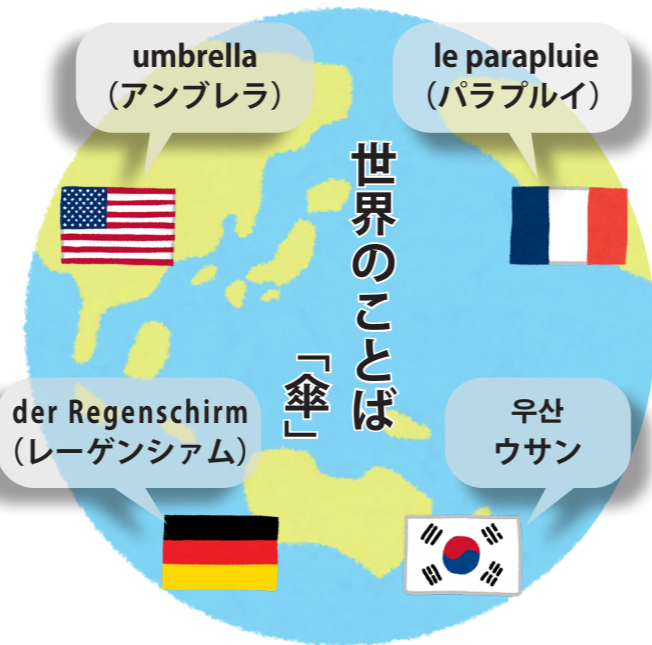 世界のことば
「傘」
umbrella
（アンブレラ）
le parapluie
（パラプルイ）
der Regenschirm
（レーゲンシァム）
우산
ウサン